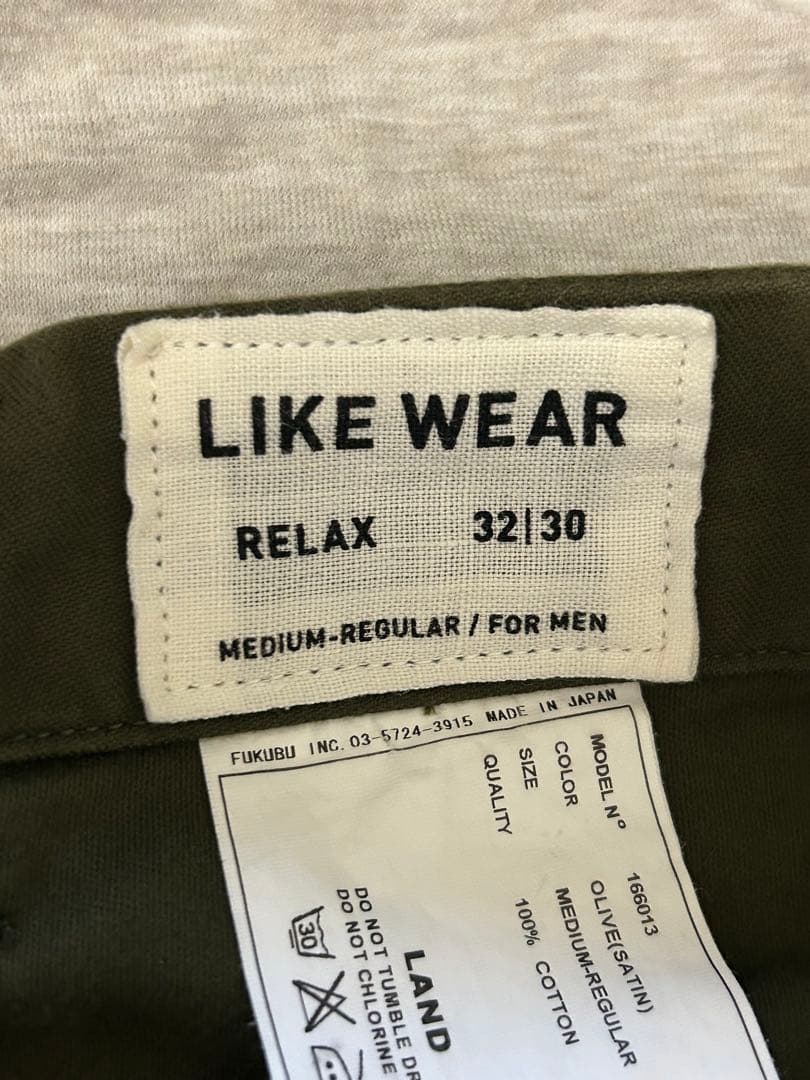 LIKE WEAR
RELAX 32|30
MEDIUM-REGULAR / FOR MEN
FUKUBU INC. 03-5724-3915 MADE IN JAPAN
MODEL Nº 166013
COLOR OLIVE(SATIN)
SIZE MEDIUM-REGULAR
QUALITY 100% COTTON
LAND
DO NOT TUMBLE
DO NOT CHLORINE
30